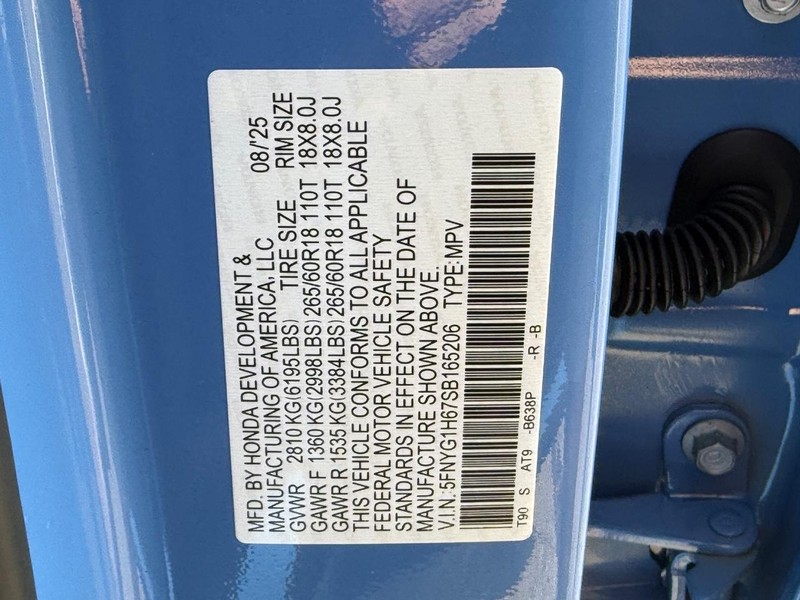 MFD. BY HONDA DEVELOPMENT & 08/'25
MANUFACTURING OF AMERICA, LLC
GVWR 2810 KG(6195LBS) TIRE SIZE RIM SIZE
GAWR F 1360 KG(2998LBS) 265/60R18 110T 18X8.0J
GAWR R 1535 KG(3384LBS) 265/60R18 110T 18X8.0J
THIS VEHICLE CONFORMS TO ALL APPLICABLE
FEDERAL MOTOR VEHICLE SAFETY
STANDARDS IN EFFECT ON THE DATE OF
MANUFACTURE SHOWN ABOVE.
V.I.N.:5FNYG1H67SB165206 TYPE:MPV
T90 S AT9 -B638P -R -B